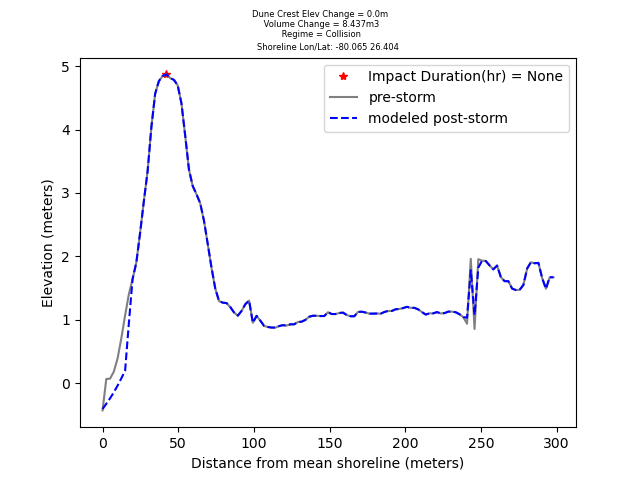 Dune Crest Elev Change = 0.0m
Volume Change = 8.437m3
Regime = Collision
Shoreline Lon/Lat: -80.065 26.404
Impact Duration(hr) = None
pre-storm
modeled post-storm
Elevation (meters)
5
4
3
2
1
0
0 50 100 150 200 250 300
Distance from mean shoreline (meters)